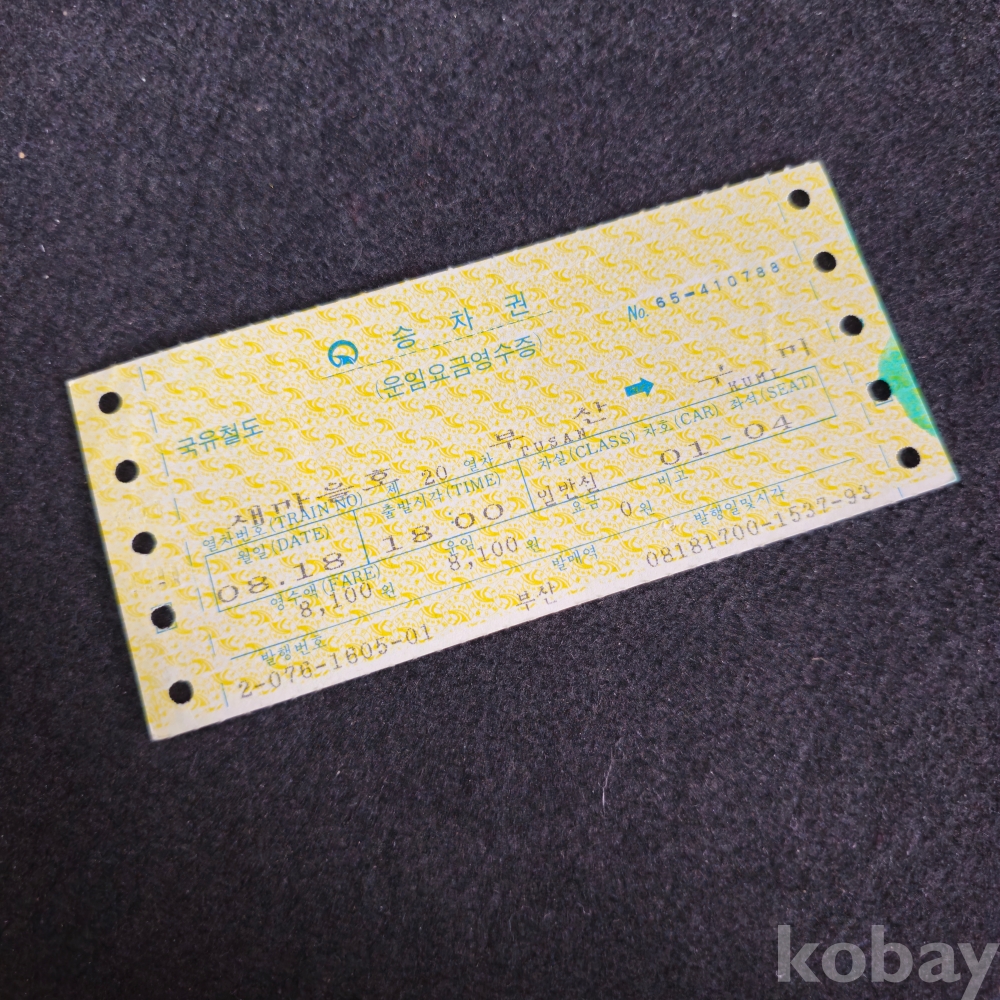 승 차 권
No. 65-410788
(운임요금영수증)
국유철도
새마을호 제 20 열차 부 산 ➡ 구 미
PUSAN KUMI
열차번호(TRAIN NO) 출발시각(TIME) 차실(CLASS) 차호(CAR) 좌석(SEAT)
월일(DATE)
08.18 18:00 일반실 01-04
영수액(FARE) 운임 요금 비고
8,100원 8,100원 0원
발행번호 발매역 발행일및시각
2-076-1605-01 부산 08181700-1537-93
kobay